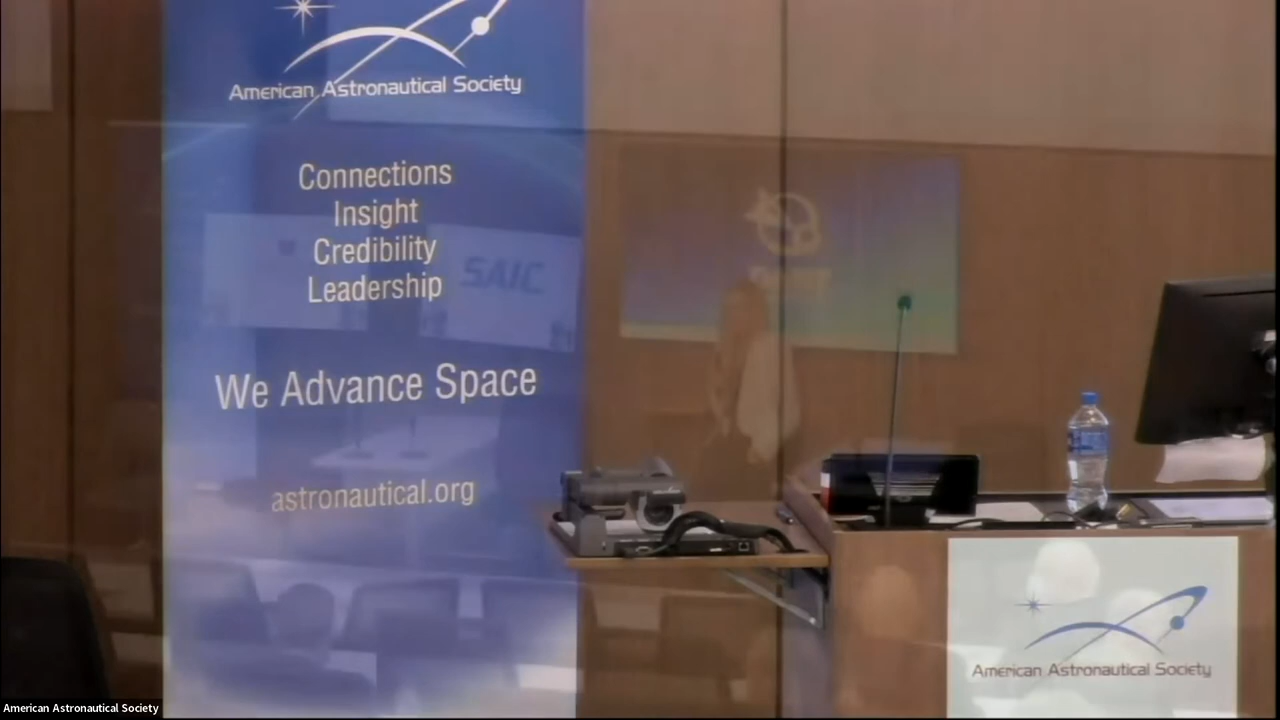 American Astronautical Society
Connections
Insight
Credibility
Leadership
SAIC
We Advance Space
astronautical.org
American Astronautical Society
American Astronautical Society